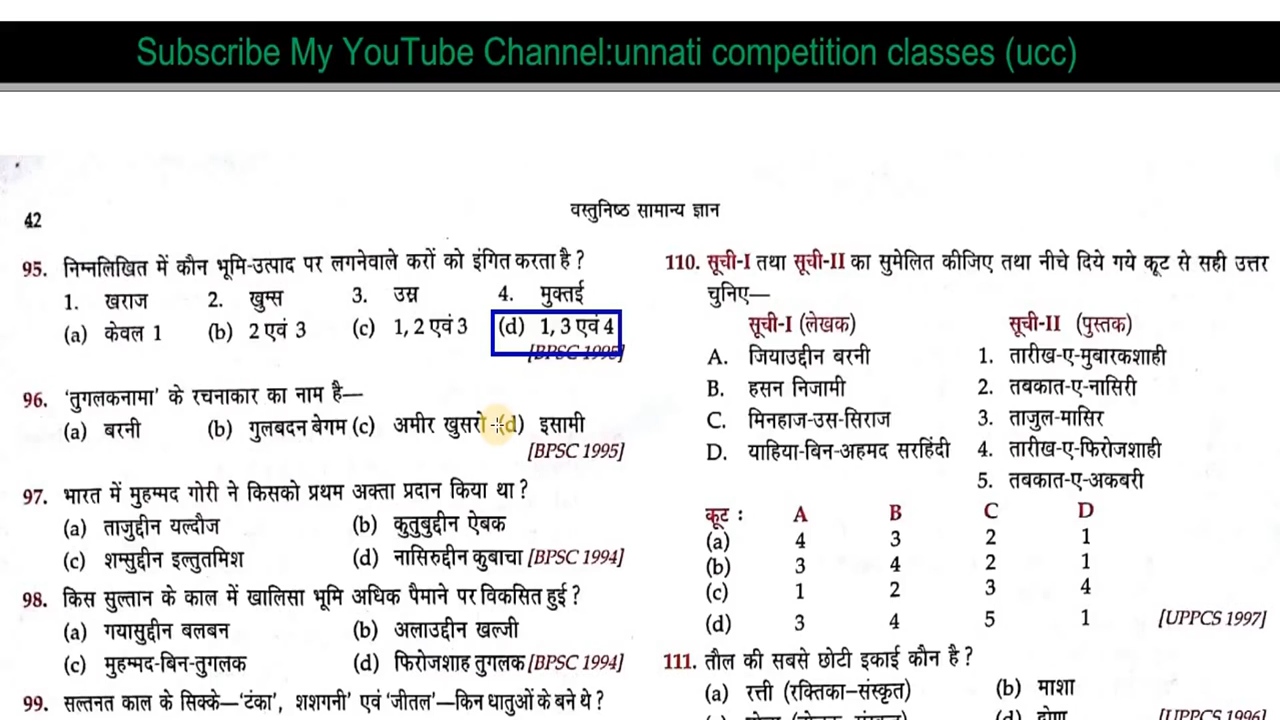 Subscribe My YouTube Channel:unnati competition classes (ucc)
42
वस्तुनिष्ठ सामान्य ज्ञान
95. निम्नलिखित में कौन भूमि-उत्पाद पर लगनेवाले करों को इंगित करता है ?
1. खराज 2. खुम्स 3. उस्र 4. मुक्तई
(a) केवल 1 (b) 2 एवं 3 (c) 1, 2 एवं 3 (d) 1, 3 एवं 4
[BPSC 1995]
96. 'तुगलकनामा' के रचनाकार का नाम है—
(a) बरनी (b) गुलबदन बेगम (c) अमीर खुसरो (d) इसामी
[BPSC 1995]
97. भारत में मुहम्मद गोरी ने किसको प्रथम अक्ता प्रदान किया था ?
(a) ताजुद्दीन यल्दौज (b) कुतुबुद्दीन ऐबक
(c) शम्सुद्दीन इल्तुतमिश (d) नासिरुद्दीन कुबाचा [BPSC 1994]
98. किस सुल्तान के काल में खालिसा भूमि अधिक पैमाने पर विकसित हुई ?
(a) गयासुद्दीन बलबन (b) अलाउद्दीन खल्जी
(c) मुहम्मद-बिन-तुगलक (d) फिरोजशाह तुगलक [BPSC 1994]
99. सल्तनत काल के सिक्के—'टंका', शशगनी' एवं 'जीतल'—किन धातुओं के बने थे ?
110. सूची-I तथा सूची-II का सुमेलित कीजिए तथा नीचे दिये गये कूट से सही उत्तर
चुनिए—
सूची-I (लेखक) सूची-II (पुस्तक)
A. जियाउद्दीन बरनी 1. तारीख-ए-मुबारकशाही
B. हसन निजामी 2. तबकात-ए-नासिरी
C. मिनहाज-उस-सिराज 3. ताजुल-मासिर
D. याहिया-बिन-अहमद सरहिंदी 4. तारीख-ए-फिरोजशाही
5. तबकात-ए-अकबरी
कूट : A B C D
(a) 4 3 2 1
(b) 3 4 2 1
(c) 1 2 3 4
(d) 3 4 5 1 [UPPCS 1997]
111. तौल की सबसे छोटी इकाई कौन है ?
(a) रत्ती (रक्तिका–संस्कृत) (b) माशा
[UPPCS 1996]